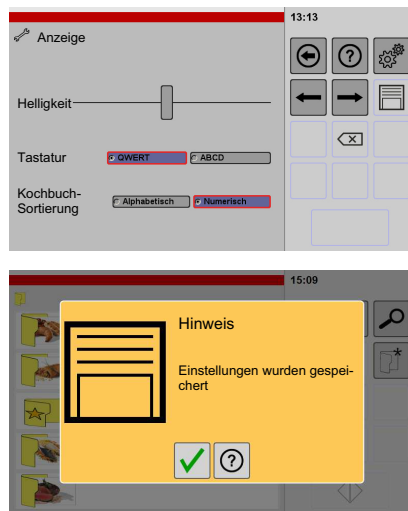 13:13
Anzeige
Helligkeit
Tastatur
QWERT
ABCD
Kochbuch-
Sortierung
Alphabetisch
Numerisch
15:09
Hinweis
Einstellungen wurden gespei-
chert